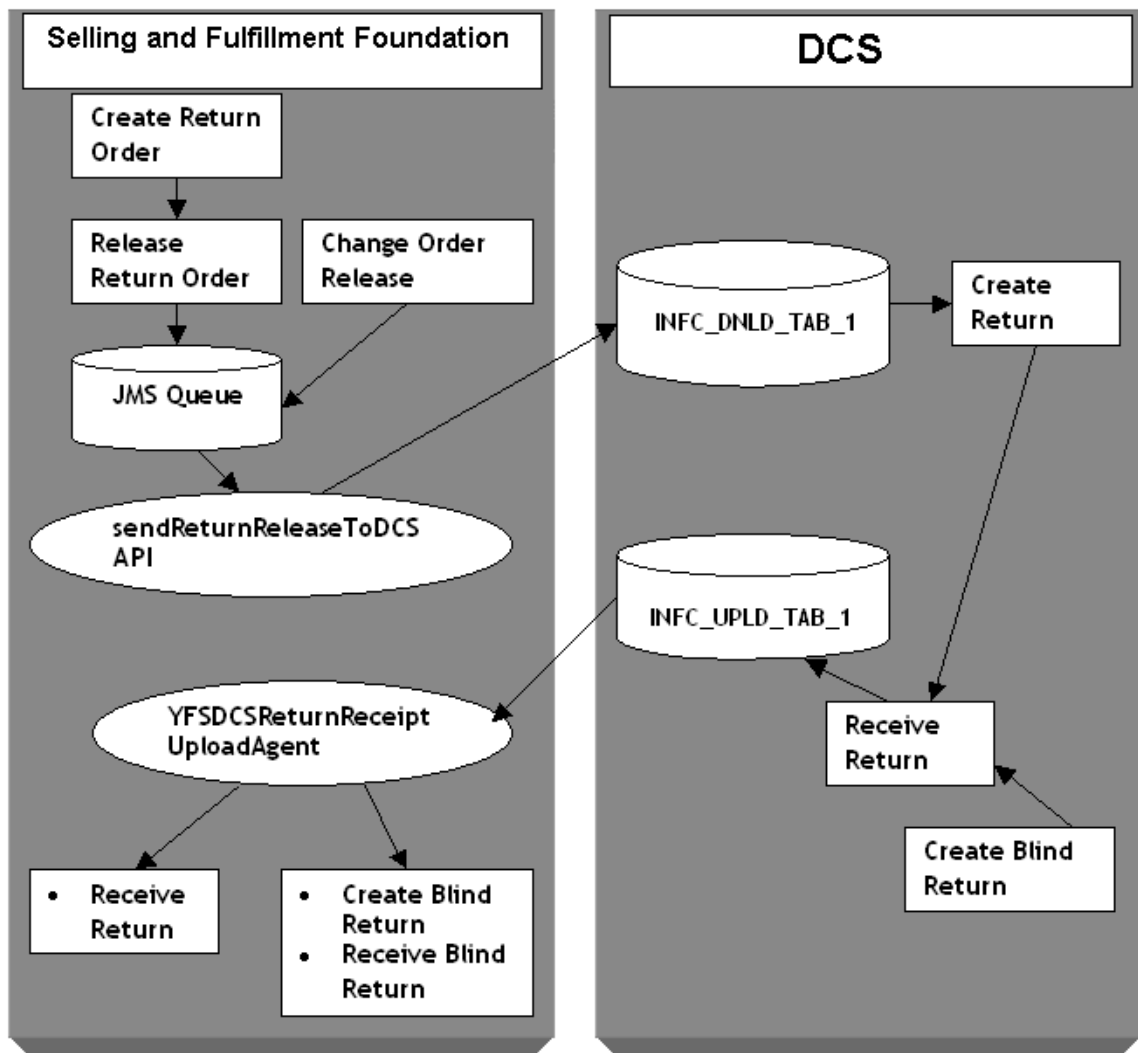 Selling and Fulfillment Foundation
Create Return
Order
Release
Return Order
Change Order
Release
JMS Queue
sendReturnReleaseToDCS
API
YFSDCSReturnReceipt
UploadAgent
• Receive
Return
• Create Blind
Return
• Receive Blind
Return
DCS
INFC_DNLD_TAB_1
Create
Return
INFC_UPLD_TAB_1
Receive
Return
Create Blind
Return